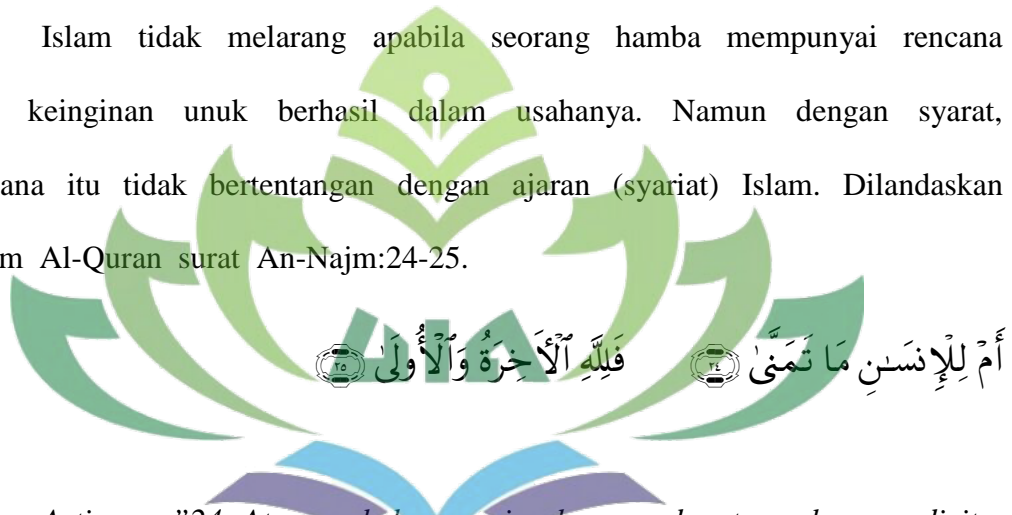 Islam tidak melarang apabila seorang hamba mempunyai rencana
keinginan unuk berhasil dalam usahanya. Namun dengan syarat,
ana itu tidak bertentangan dengan ajaran (syariat) Islam. Dilandaskan
m Al-Quran surat An-Najm:24-25.
أَمْ لِلْإِنسَـٰنِ مَا تَمَنَّىٰ ۝٢٤ فَلِلَّهِ ٱلْأَخِرَةُ وَٱلْأُولَىٰ ۝٢٥